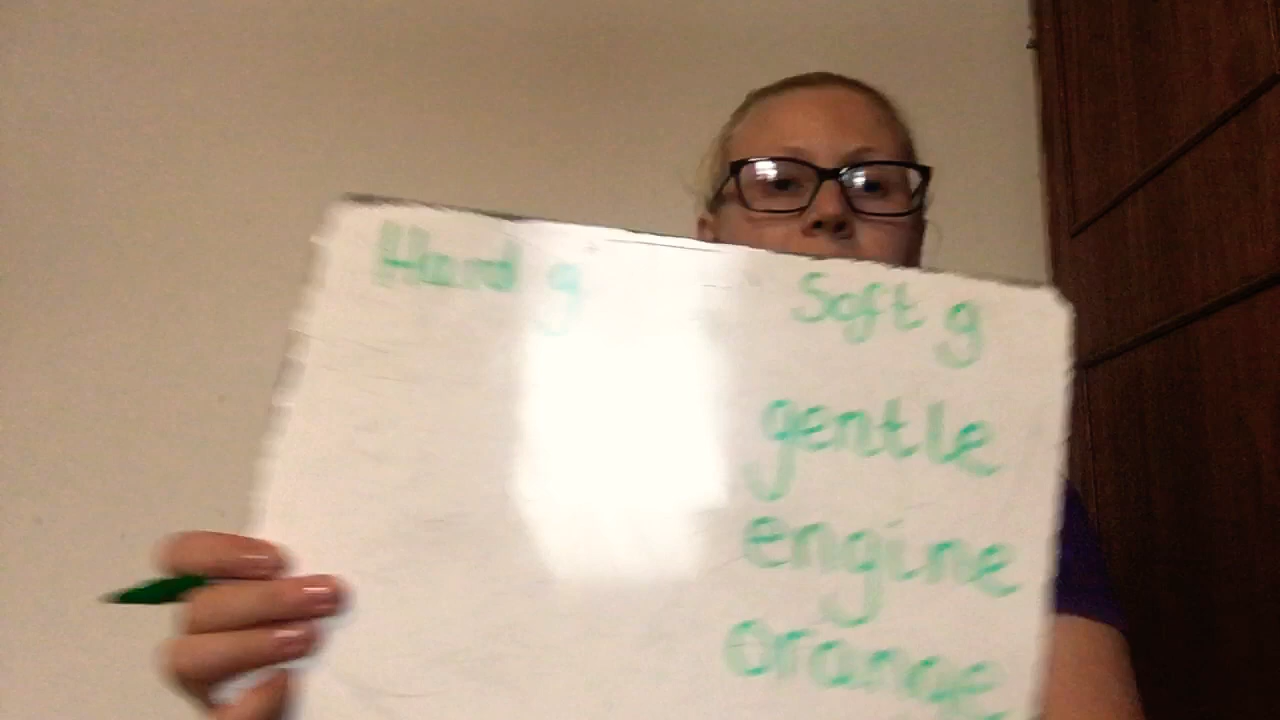 Hard g
Soft g
gentle
engine
orange